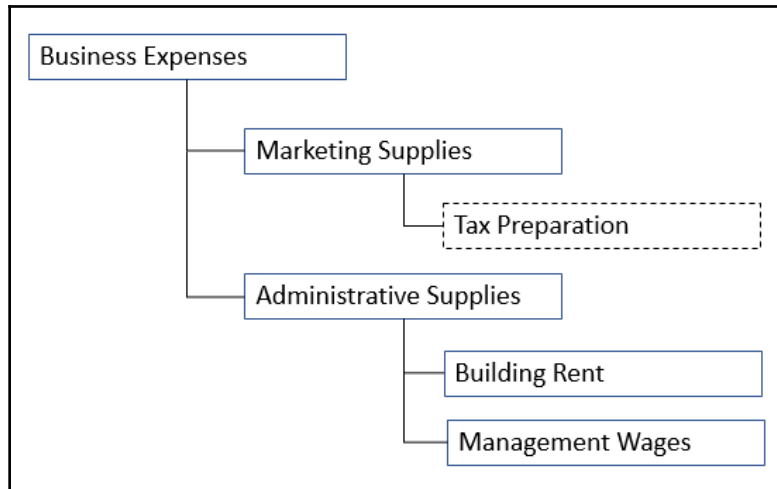 Business Expenses
Marketing Supplies
Tax Preparation
Administrative Supplies
Building Rent
Management Wages